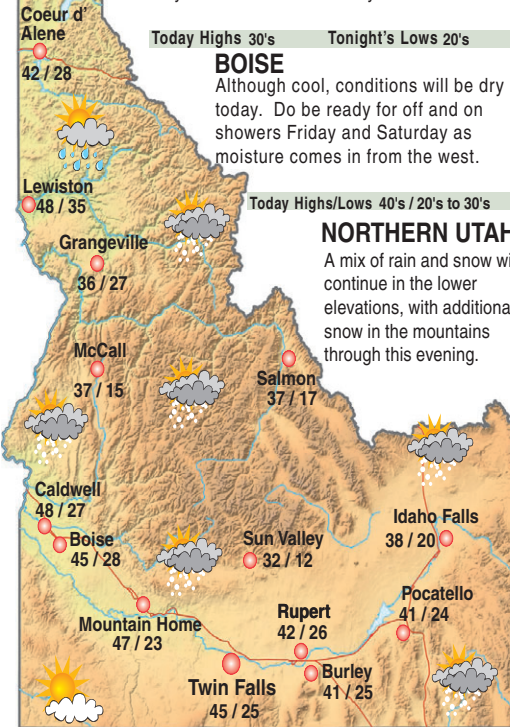 Coeur d'
Alene
42 / 28
Today Highs 30's Tonight's Lows 20's
BOISE
Although cool, conditions will be dry
today. Do be ready for off and on
showers Friday and Saturday as
moisture comes in from the west.
Lewiston
48 / 35
Today Highs/Lows 40's / 20's to 30's
NORTHERN UTAH
A mix of rain and snow wi
continue in the lower
elevations, with additiona
snow in the mountains
through this evening.
Grangeville
36 / 27
McCall
37 / 15
Salmon
37 / 17
Caldwell
48 / 27
Boise
45 / 28
Sun Valley
32 / 12
Idaho Falls
38 / 20
Mountain Home
47 / 23
Rupert
42 / 26
Pocatello
41 / 24
Twin Falls
45 / 25
Burley
41 / 25